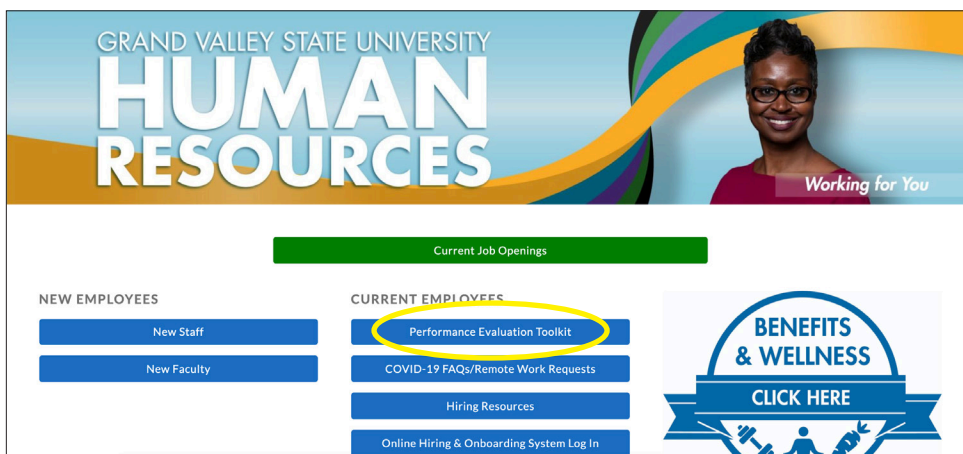 GRAND VALLEY STATE UNIVERSITY
HUMAN
RESOURCES
Working for You
Current Job Openings
NEW EMPLOYEES
New Staff
New Faculty
CURRENT EMPLOYEES
Performance Evaluation Toolkit
COVID-19 FAQs/Remote Work Requests
Hiring Resources
Online Hiring & Onboarding System Log In
BENEFITS
& WELLNESS
CLICK HERE